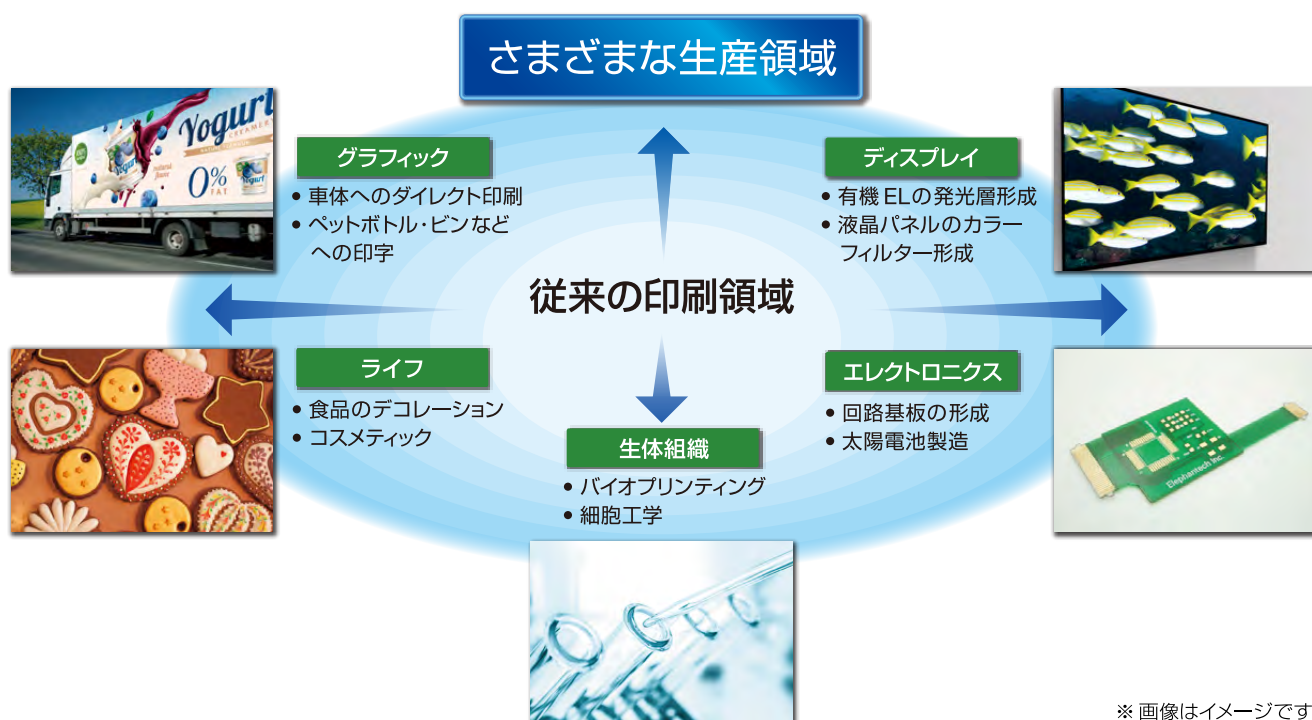 さまざまな生産領域
Yogurt
CREAMERY
0%
FAT
Yogurt
グラフィック
• 車体へのダイレクト印刷
• ペットボトル・ビンなど
への印字
ディスプレイ
• 有機ELの発光層形成
• 液晶パネルのカラー
フィルター形成
従来の印刷領域
ライフ
• 食品のデコレーション
• コスメティック
エレクトロニクス
• 回路基板の形成
• 太陽電池製造
Elephantech Inc.
生体組織
• バイオプリンティング
• 細胞工学
※ 画像はイメージです